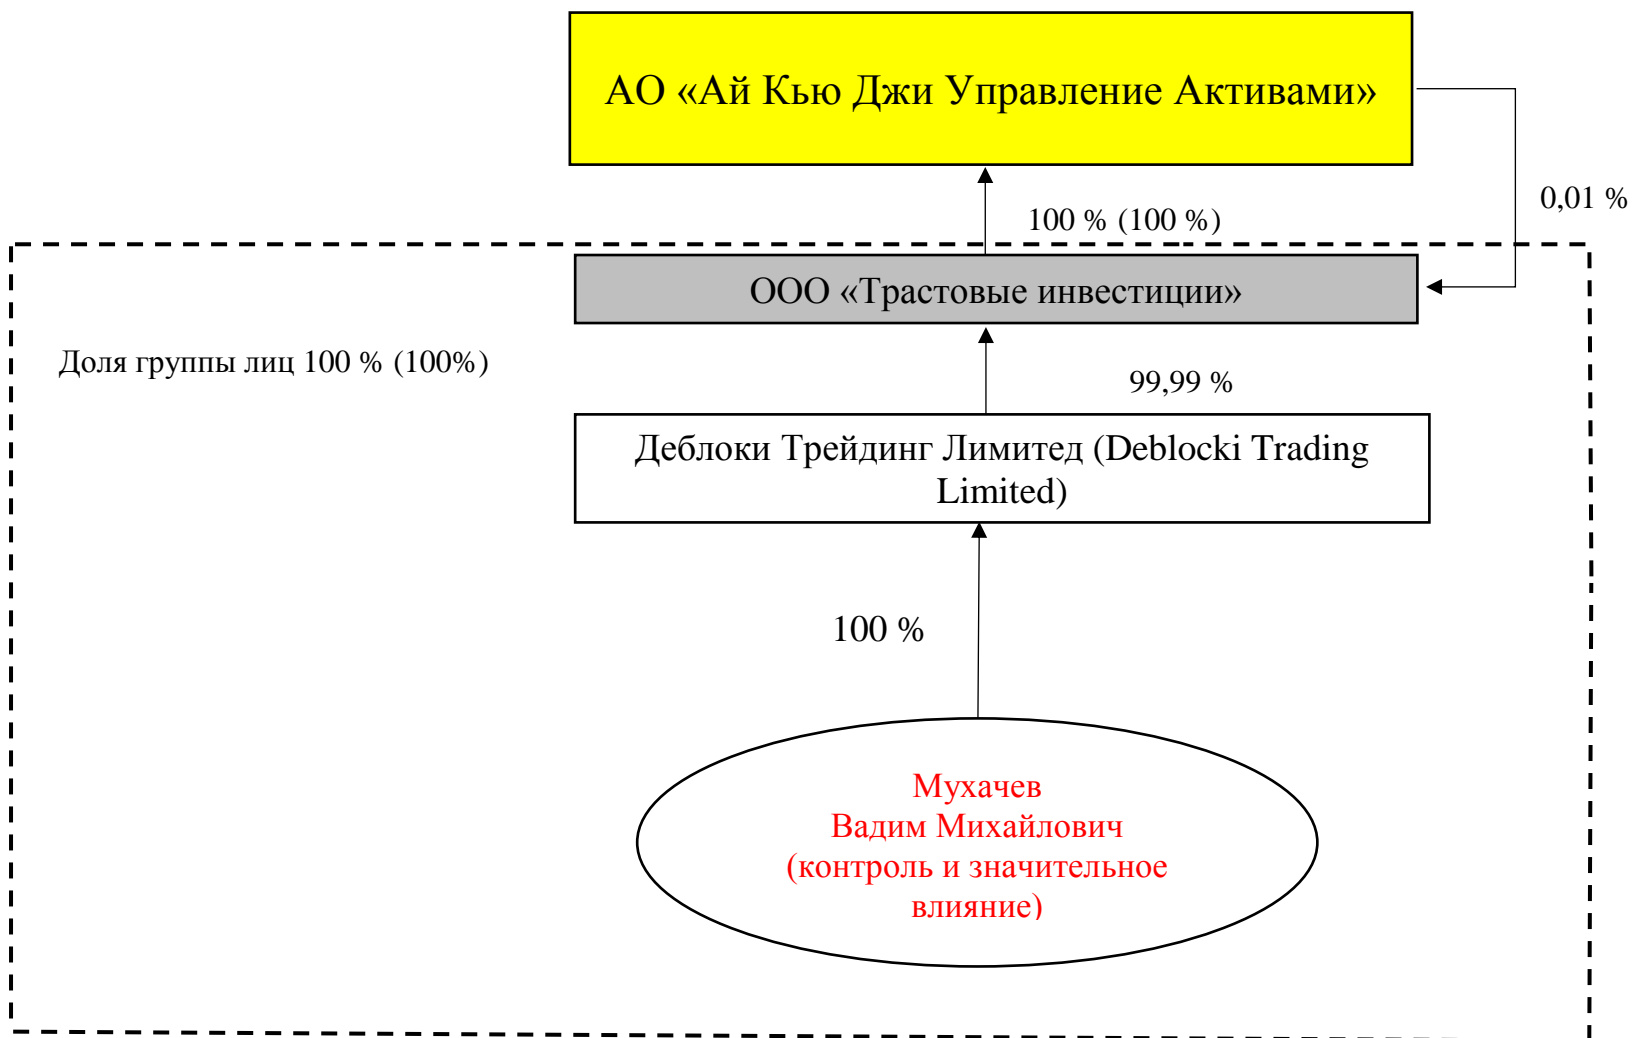 АО «Ай Кью Джи Управление Активами»
0,01 %
100 % (100 %)
ООО «Трастовые инвестиции»
Доля группы лиц 100 % (100%)
99,99 %
Деблоки Трейдинг Лимитед (Deblocki Trading
Limited)
100 %
Мухачев
Вадим Михайлович
(контроль и значительное
влияние)